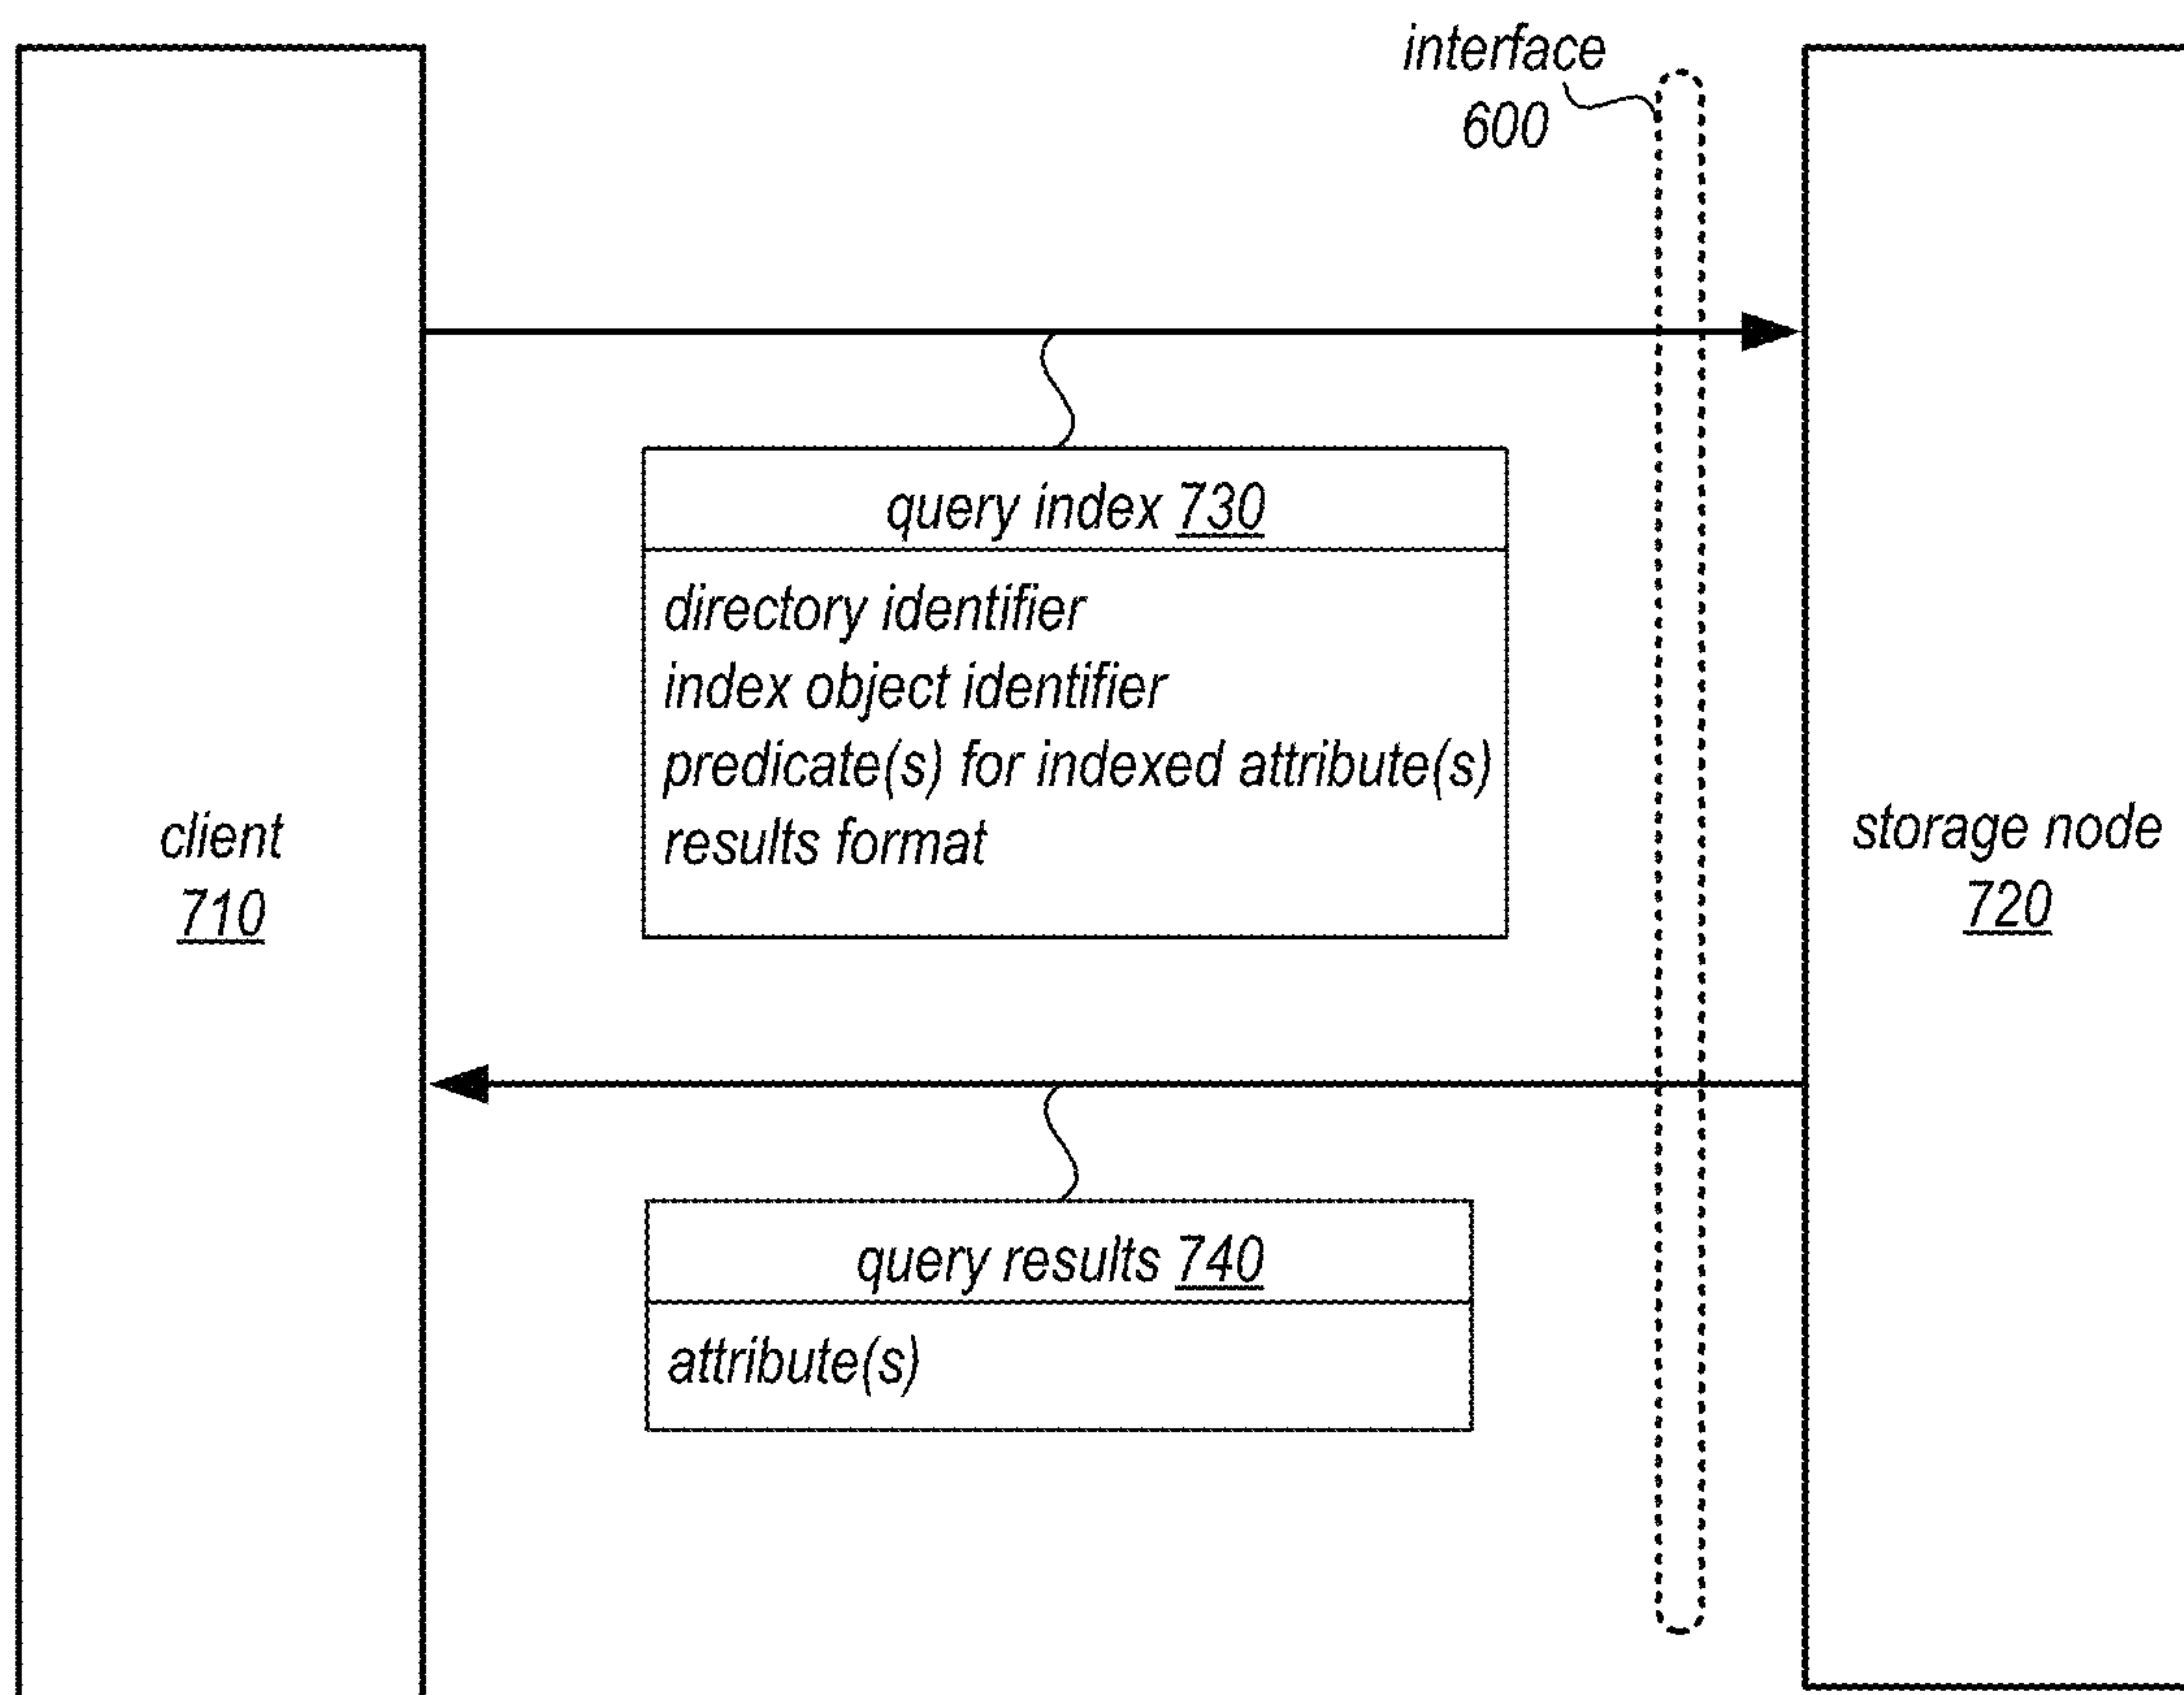 interface
600
query index 730
directory identifier
index object identifier
predicate(s) for indexed attribute(s)
results format
client
710
storage node
720
query results 740
attribute(s)